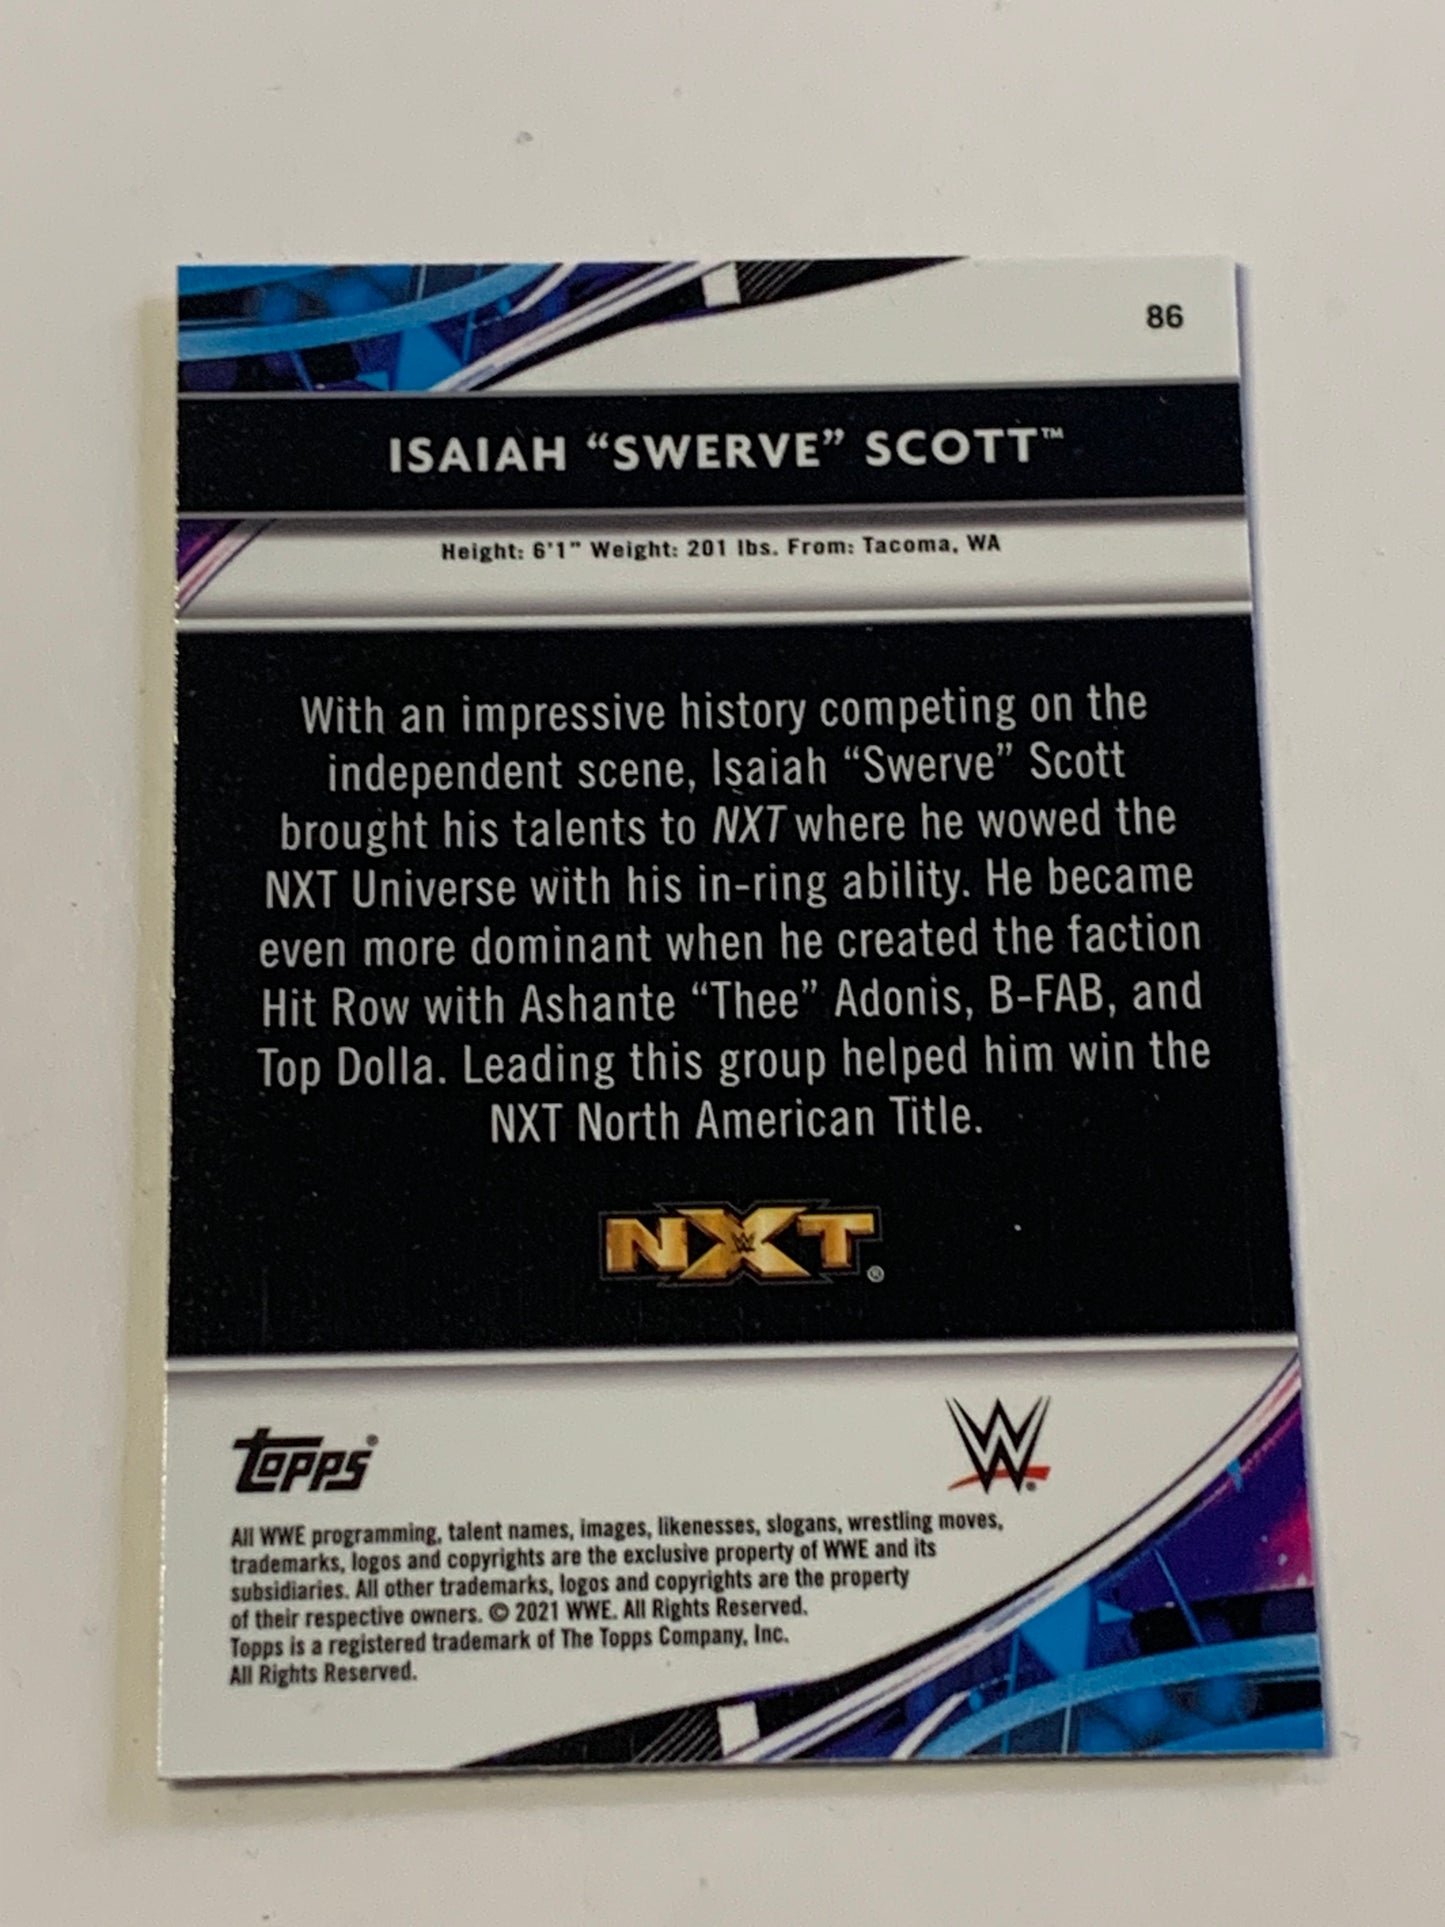 86
ISAIAH “SWERVE” SCOTT™
Height: 6'1" Weight: 201 lbs. From: Tacoma, WA
With an impressive history competing on the
independent scene, Isaiah “Swerve” Scott
brought his talents to NXT where he wowed the
NXT Universe with his in-ring ability. He became
even more dominant when he created the faction
Hit Row with Ashante “Thee” Adonis, B-FAB, and
Top Dolla. Leading this group helped him win the
NXT North American Title.
NXT®
Topps®
W®
All WWE programming, talent names, images, likenesses, slogans, wrestling moves,
trademarks, logos and copyrights are the exclusive property of WWE and its
subsidiaries. All other trademarks, logos and copyrights are the property
of their respective owners. © 2021 WWE. All Rights Reserved.
Topps is a registered trademark of The Topps Company, Inc.
All Rights Reserved.